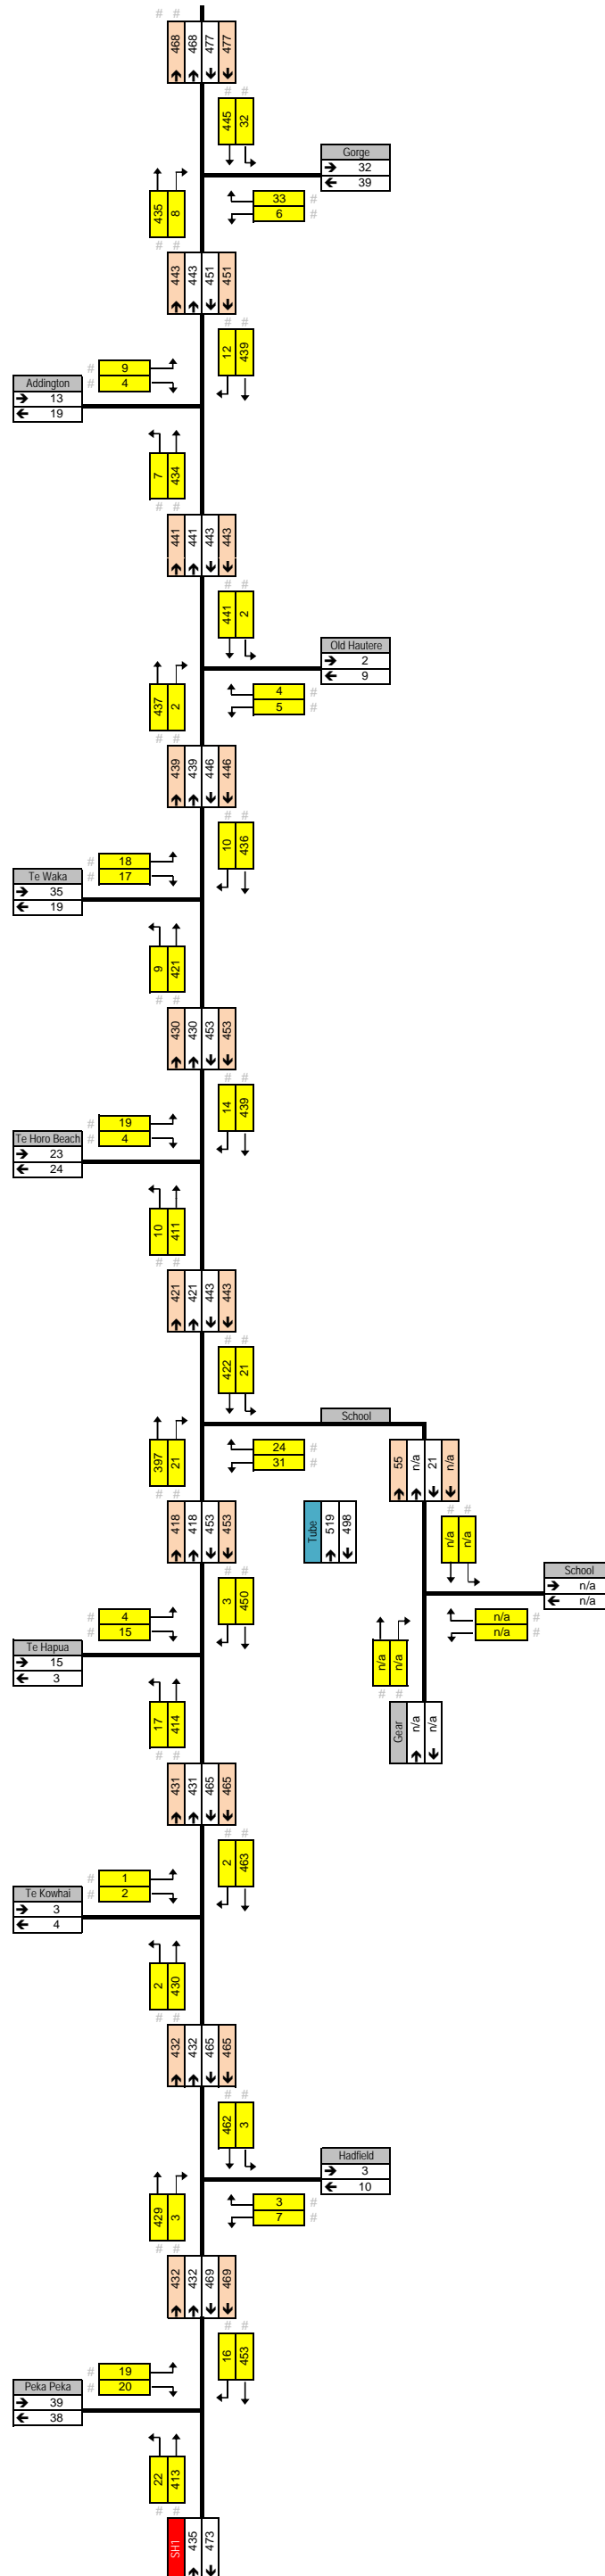 # #
468 468 477 477
# #
445 32
Gorge
→ 32
← 39
435 8
33 #
6 #
# #
443 443 451 451
# #
12 439
# 9
# 4
Addington
→ 13
← 19
7 434
# #
441 441 443 443
# #
441 2
Old Hautere
→ 2
← 9
437 2
4 #
5 #
# #
439 439 446 446
# #
10 436
# 18
# 17
Te Waka
→ 35
← 19
9 421
# #
430 430 453 453
# #
14 439
# 19
# 4
Te Horo Beach
→ 23
← 24
10 411
# #
421 421 443 443
# #
422 21
School
397 21
24 #
31 #
# #
55 n/a 21 n/a
418 418 453 453
Tube 519 498
# #
n/a n/a
School
→ n/a
← n/a
# #
3 450
# 4
# 15
n/a #
n/a #
Te Hapua
→ 15
← 3
n/a n/a
# #
17 414
# #
Gear n/a n/a
431 431 465 465
# #
2 463
# 1
# 2
Te Kowhai
→ 3
← 4
2 430
# #
432 432 465 465
# #
462 3
Hadfield
→ 3
← 10
429 3
3 #
7 #
# #
432 432 469 469
# #
16 453
# 19
# 20
Peka Peka
→ 39
← 38
22 413
# #
SH1 435 473